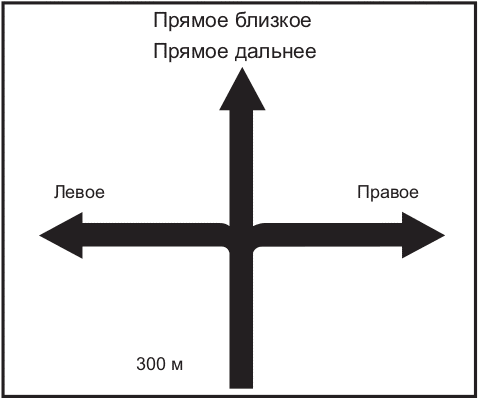 Прямое близкое
Прямое дальнее
Левое
Правое
300 м